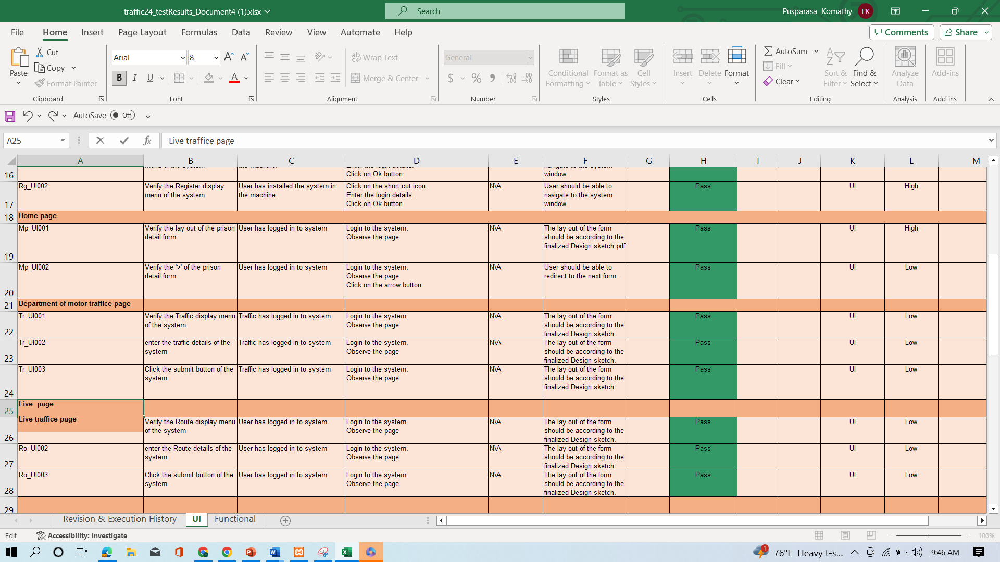 traffic24_testResults_Document4 (1).xlsx
Search
Pusparasa Komathy PK
File Home Insert Page Layout Formulas Data Review View Automate Help
Comments Share
Paste Cut Copy Format Painter
Arial 8 B I U
Wrap Text
Merge & Center
General
$ %
Conditional Formatting
Format as Table
Cell Styles
Insert Delete Format
AutoSum
Fill
Clear
Sort & Filter
Find & Select
Analyze Data
Add-ins
Clipboard Font Alignment Number Styles Cells Editing Analysis Add-ins
AutoSave Off
A25 fx Live traffice page
A B C D E F G H I J K L M
16 Click on Ok button window.
17 Rg_UI002 Verify the Register display menu of the system User has installed the system in the machine. Click on the short cut icon. Enter the login details. Click on Ok button N\A User should be able to navigate to the system window. Pass UI High
18 Home page
19 Mp_UI001 Verify the lay out of the prison detail form User has logged in to system Login to the system. Observe the page N\A The lay out of the form should be according to the finalized Design sketch.pdf Pass UI High
20 Mp_UI002 Verify the '>' of the prison detail form User has logged in to system Login to the system. Observe the page Click on the arrow button N\A User should be able to redirect to the next form. Pass UI Low
21 Department of motor traffice page
22 Tr_UI001 Verify the Traffic display menu of the system Traffic has logged in to system Login to the system. Observe the page N\A The lay out of the form should be according to the finalized Design sketch. Pass UI Low
23 Tr_UI002 enter the traffic details of the system Traffic has logged in to system Login to the system. Observe the page N\A The lay out of the form should be according to the finalized Design sketch. Pass UI Low
24 Tr_UI003 Click the submit button of the system Traffic has logged in to system Login to the system. Observe the page N\A The lay out of the form should be according to the finalized Design sketch. Pass UI Low
25 Live  page
Live traffice page
26 Verify the Route display menu of the system User has logged in to system Login to the system. Observe the page N\A The lay out of the form should be according to the finalized Design sketch. Pass UI Low
27 Ro_UI002 enter the Route details of the system User has logged in to system Login to the system. Observe the page N\A The lay out of the form should be according to the finalized Design sketch. Pass UI Low
28 Ro_UI003 Click the submit button of the system User has logged in to system Login to the system. Observe the page N\A The lay out of the form should be according to the finalized Design sketch. Pass UI Low
29
Revision & Execution History UI Functional
Edit Accessibility: Investigate 100%
1 76°F Heavy t-s... 9:46 AM